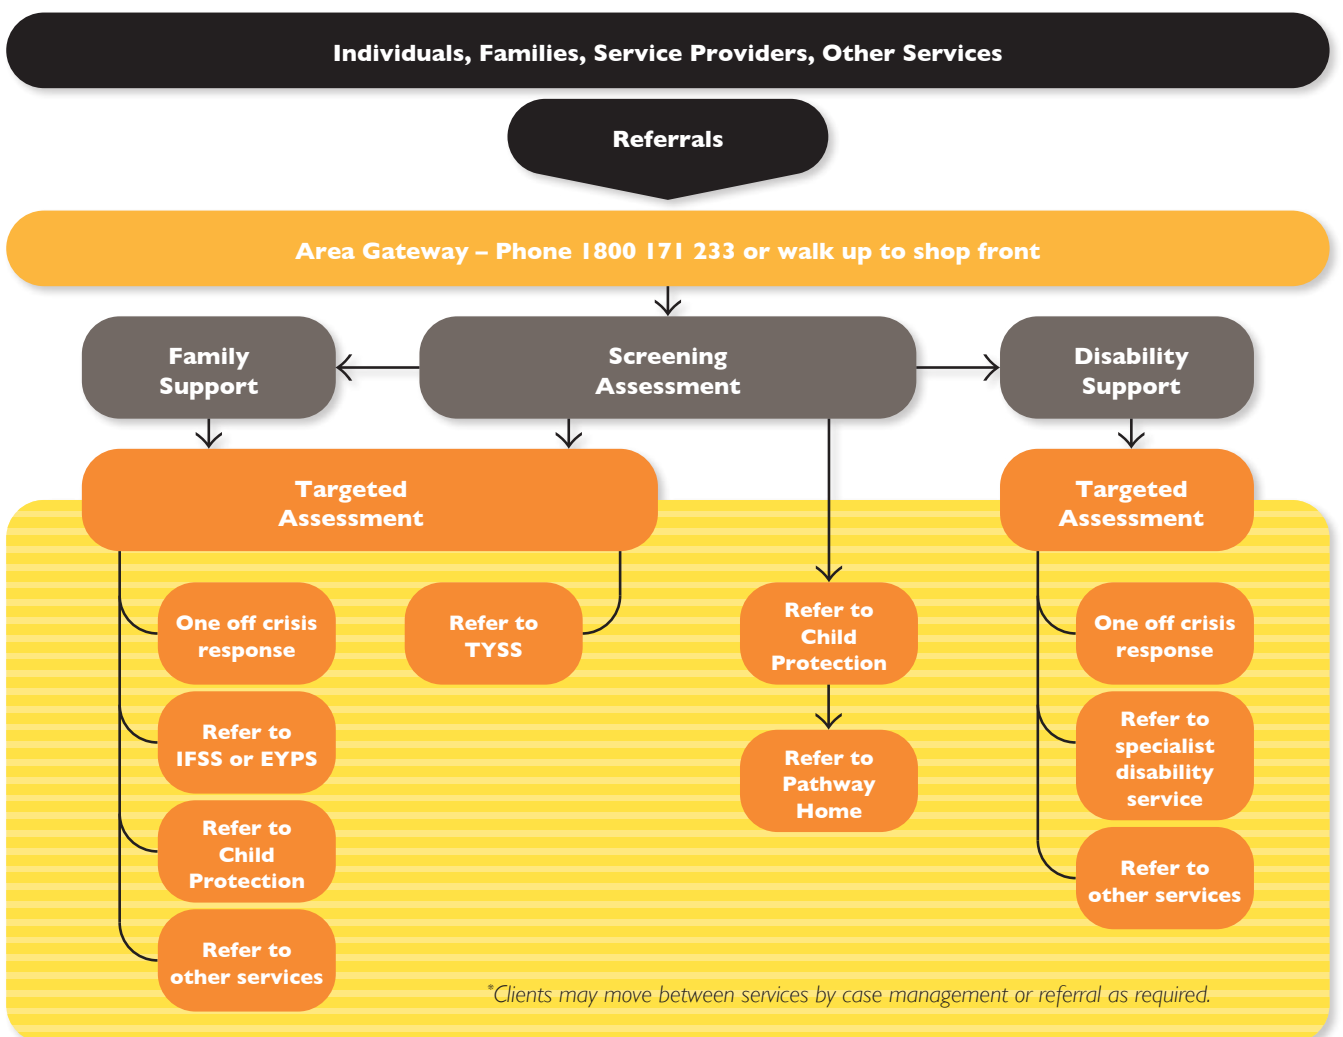 Individuals, Families, Service Providers, Other Services
Referrals
Area Gateway – Phone 1800 171 233 or walk up to shop front
Family
Support
Screening
Assessment
Disability
Support
Targeted
Assessment
Targeted
Assessment
One off crisis
response
Refer to
IFSS or EYPS
Refer to
Child
Protection
Refer to
other services
Refer to
TYSS
Refer to
Child
Protection
Refer to
Pathway
Home
One off crisis
response
Refer to
specialist
disability
service
Refer to
other services
*Clients may move between services by case management or referral as required.